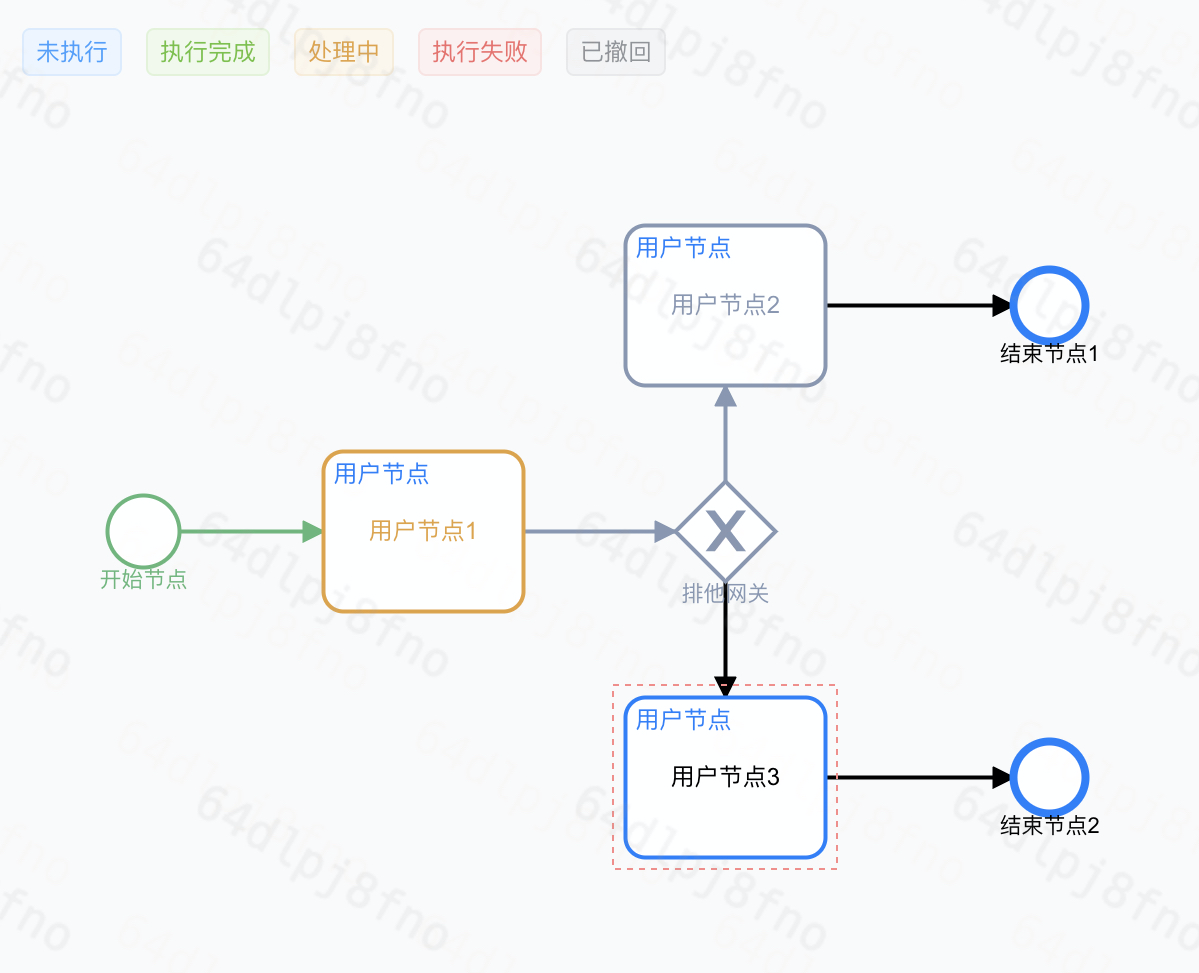 未执行 执行完成 处理中 执行失败 已撤回
用户节点
用户节点2
结束节点1
用户节点
用户节点1
开始节点
X
排他网关
用户节点
用户节点3
结束节点2
64dlpj8fno